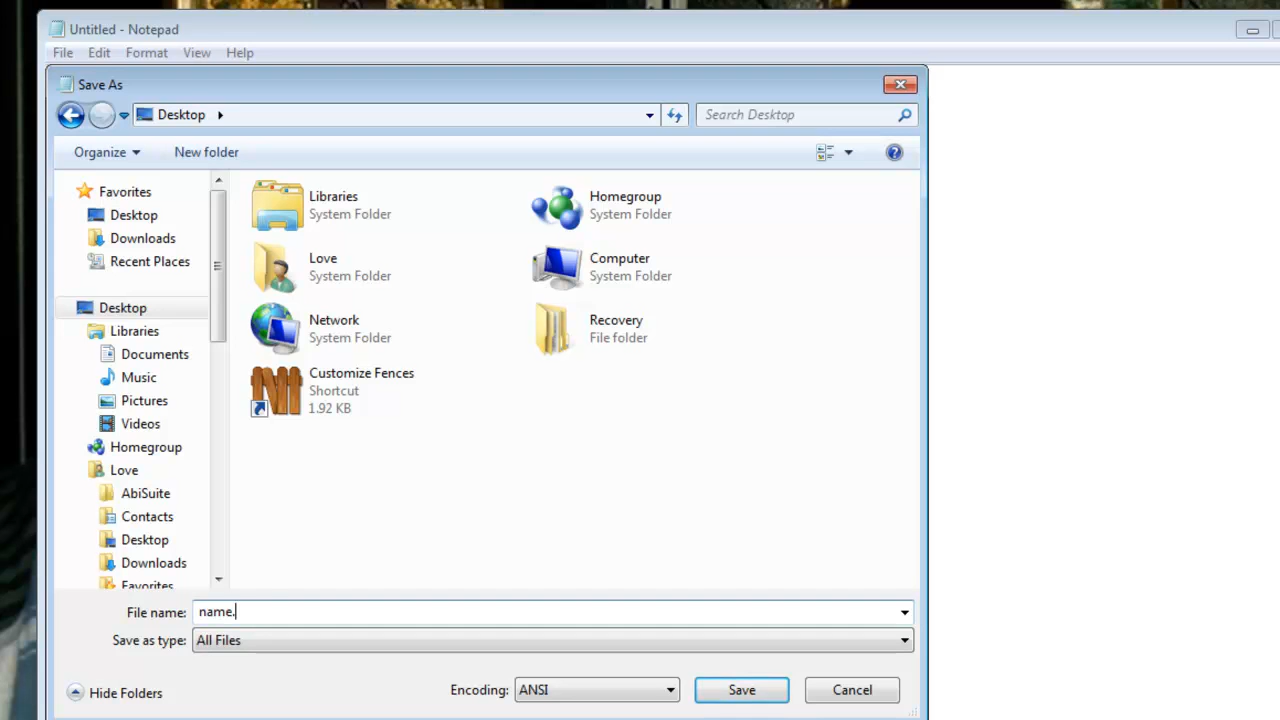 Untitled - Notepad
File Edit Format View Help
Save As
Desktop
Search Desktop
Organize New folder
Favorites
Desktop
Downloads
Recent Places
Desktop
Libraries
Documents
Music
Pictures
Videos
Homegroup
Love
AbiSuite
Contacts
Desktop
Downloads
Favorites
Libraries
System Folder
Homegroup
System Folder
Love
System Folder
Computer
System Folder
Network
System Folder
Recovery
File folder
Customize Fences
Shortcut
1.92 KB
File name: name.
Save as type: All Files
Hide Folders Encoding: ANSI Save Cancel